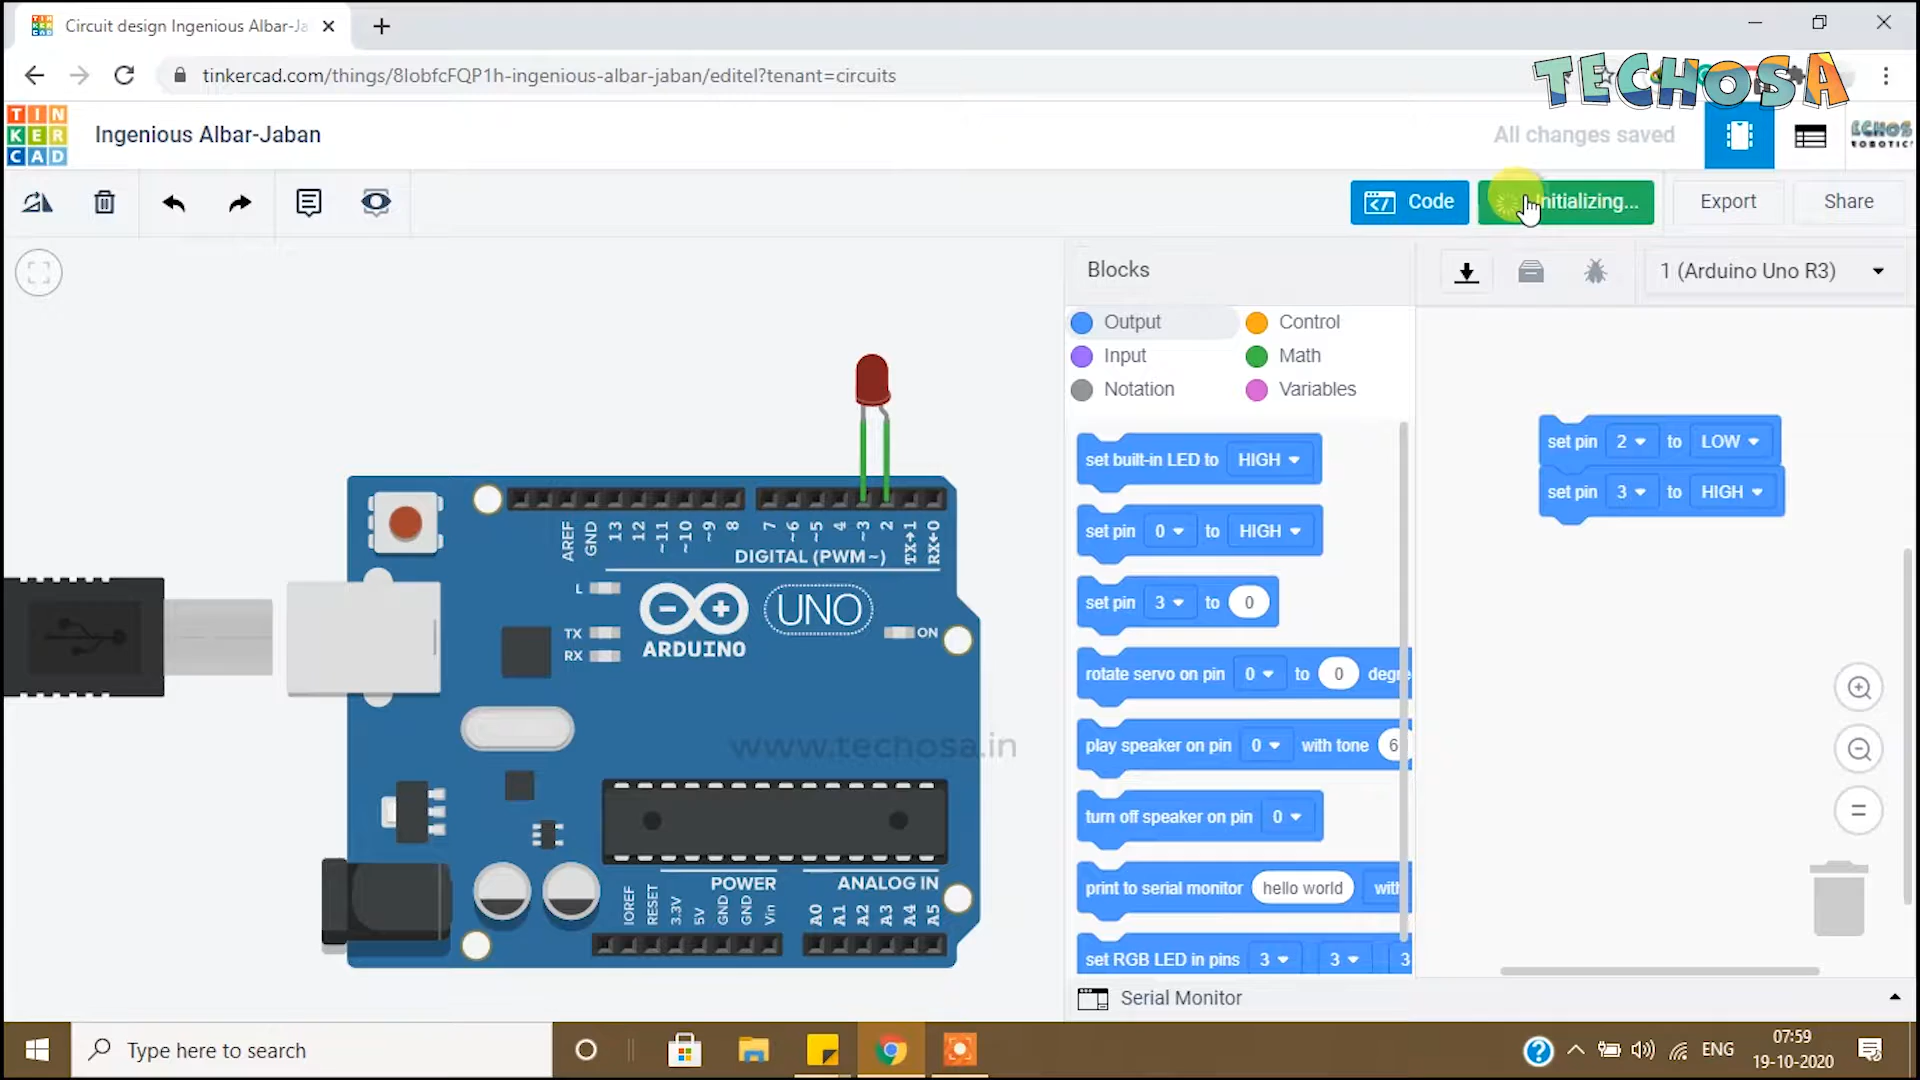 Circuit design Ingenious Albar-Ja
tinkercad.com/things/8lobfcFQP1h-ingenious-albar-jaban/editel?tenant=circuits
TECHOSA
TIN
KER
CAD
Ingenious Albar-Jaban
All changes saved
Code
Initializing...
Export
Share
Blocks
1 (Arduino Uno R3)
Output
Control
Input
Math
Notation
Variables
set built-in LED to HIGH
set pin 0 to HIGH
set pin 3 to 0
rotate servo on pin 0 to 0 degre
play speaker on pin 0 with tone 6
turn off speaker on pin 0
print to serial monitor hello world with
set RGB LED in pins 3 3 3
set pin 2 to LOW
set pin 3 to HIGH
AREF
GND
13
12
~11
~10
~9
8
7
~6
~5
4
~3
2
TX→1
RX←0
DIGITAL (PWM~)
L
TX
RX
ARDUINO
UNO
ON
www.techosa.in
POWER
ANALOG IN
IOREF
RESET
3.3V
5V
GND
GND
Vin
A0
A1
A2
A3
A4
A5
Serial Monitor
Type here to search
ENG
07:59
19-10-2020